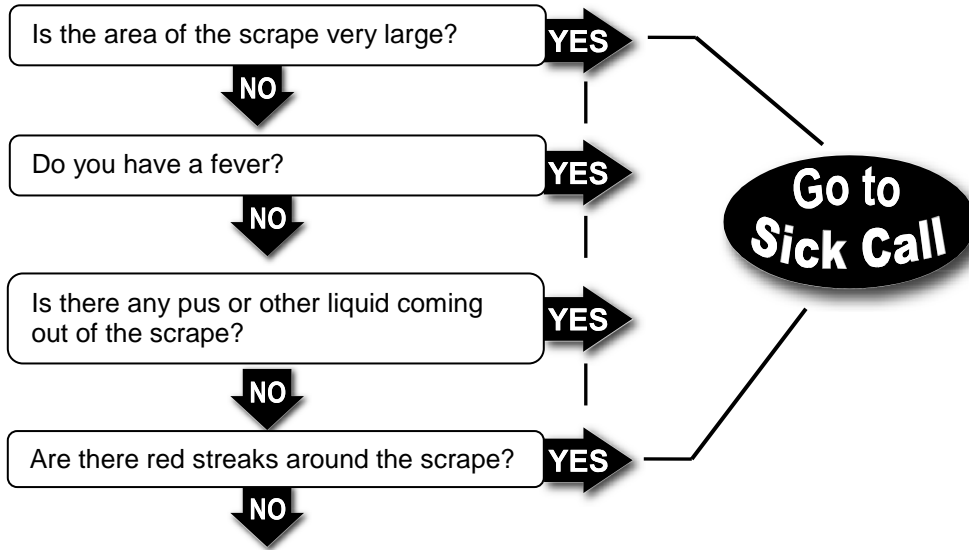 Is the area of the scrape very large?
YES
NO
Do you have a fever?
YES
NO
Go to
Sick Call
Is there any pus or other liquid coming
out of the scrape?
YES
NO
Are there red streaks around the scrape?
YES
NO